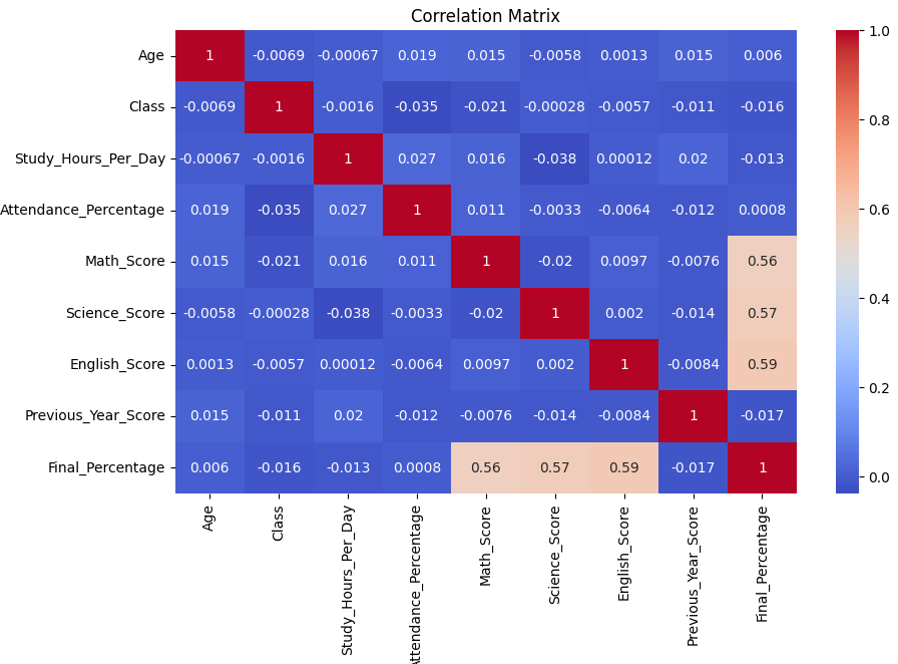 Correlation Matrix
Age 1 -0.0069 -0.00067 0.019 0.015 -0.0058 0.0013 0.015 0.006
Class -0.0069 1 -0.0016 -0.035 -0.021 -0.00028 -0.0057 -0.011 -0.016
Study_Hours_Per_Day -0.00067 -0.0016 1 0.027 0.016 -0.038 0.00012 0.02 -0.013
Attendance_Percentage 0.019 -0.035 0.027 1 0.011 -0.0033 -0.0064 -0.012 0.0008
Math_Score 0.015 -0.021 0.016 0.011 1 -0.02 0.0097 -0.0076 0.56
Science_Score -0.0058 -0.00028 -0.038 -0.0033 -0.02 1 0.002 -0.014 0.57
English_Score 0.0013 -0.0057 0.00012 -0.0064 0.0097 0.002 1 -0.0084 0.59
Previous_Year_Score 0.015 -0.011 0.02 -0.012 -0.0076 -0.014 -0.0084 1 -0.017
Final_Percentage 0.006 -0.016 -0.013 0.0008 0.56 0.57 0.59 -0.017 1
Age
Class
Study_Hours_Per_Day
ttendance_Percentage
Math_Score
Science_Score
English_Score
Previous_Year_Score
Final_Percentage
1.0
0.8
0.6
0.4
0.2
0.0